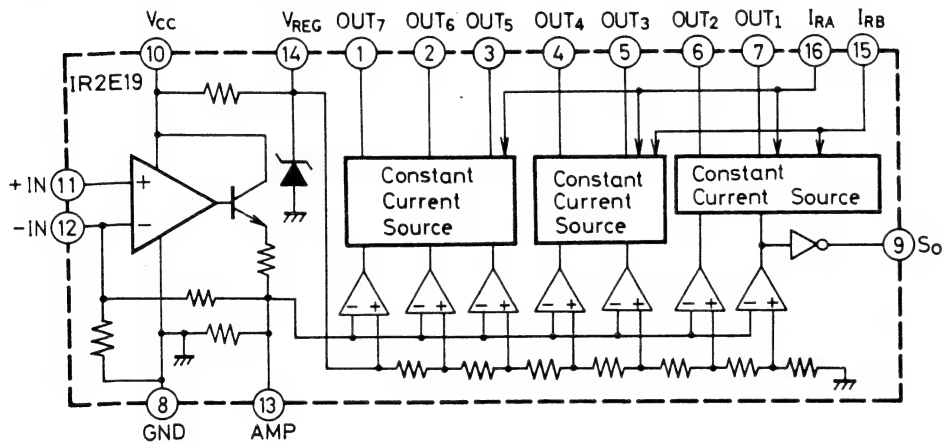 VCC VREG OUT7 OUT6 OUT5 OUT4 OUT3 OUT2 OUT1 IRA IRB
10 14 1 2 3 4 5 6 7 16 15
IR2E19
+IN 11
-IN 12
+
-
Constant
Current
Source
Constant
Current
Source
Constant
Current Source
9 So
- + - + - + - + - + - + - +
8 13
GND AMP